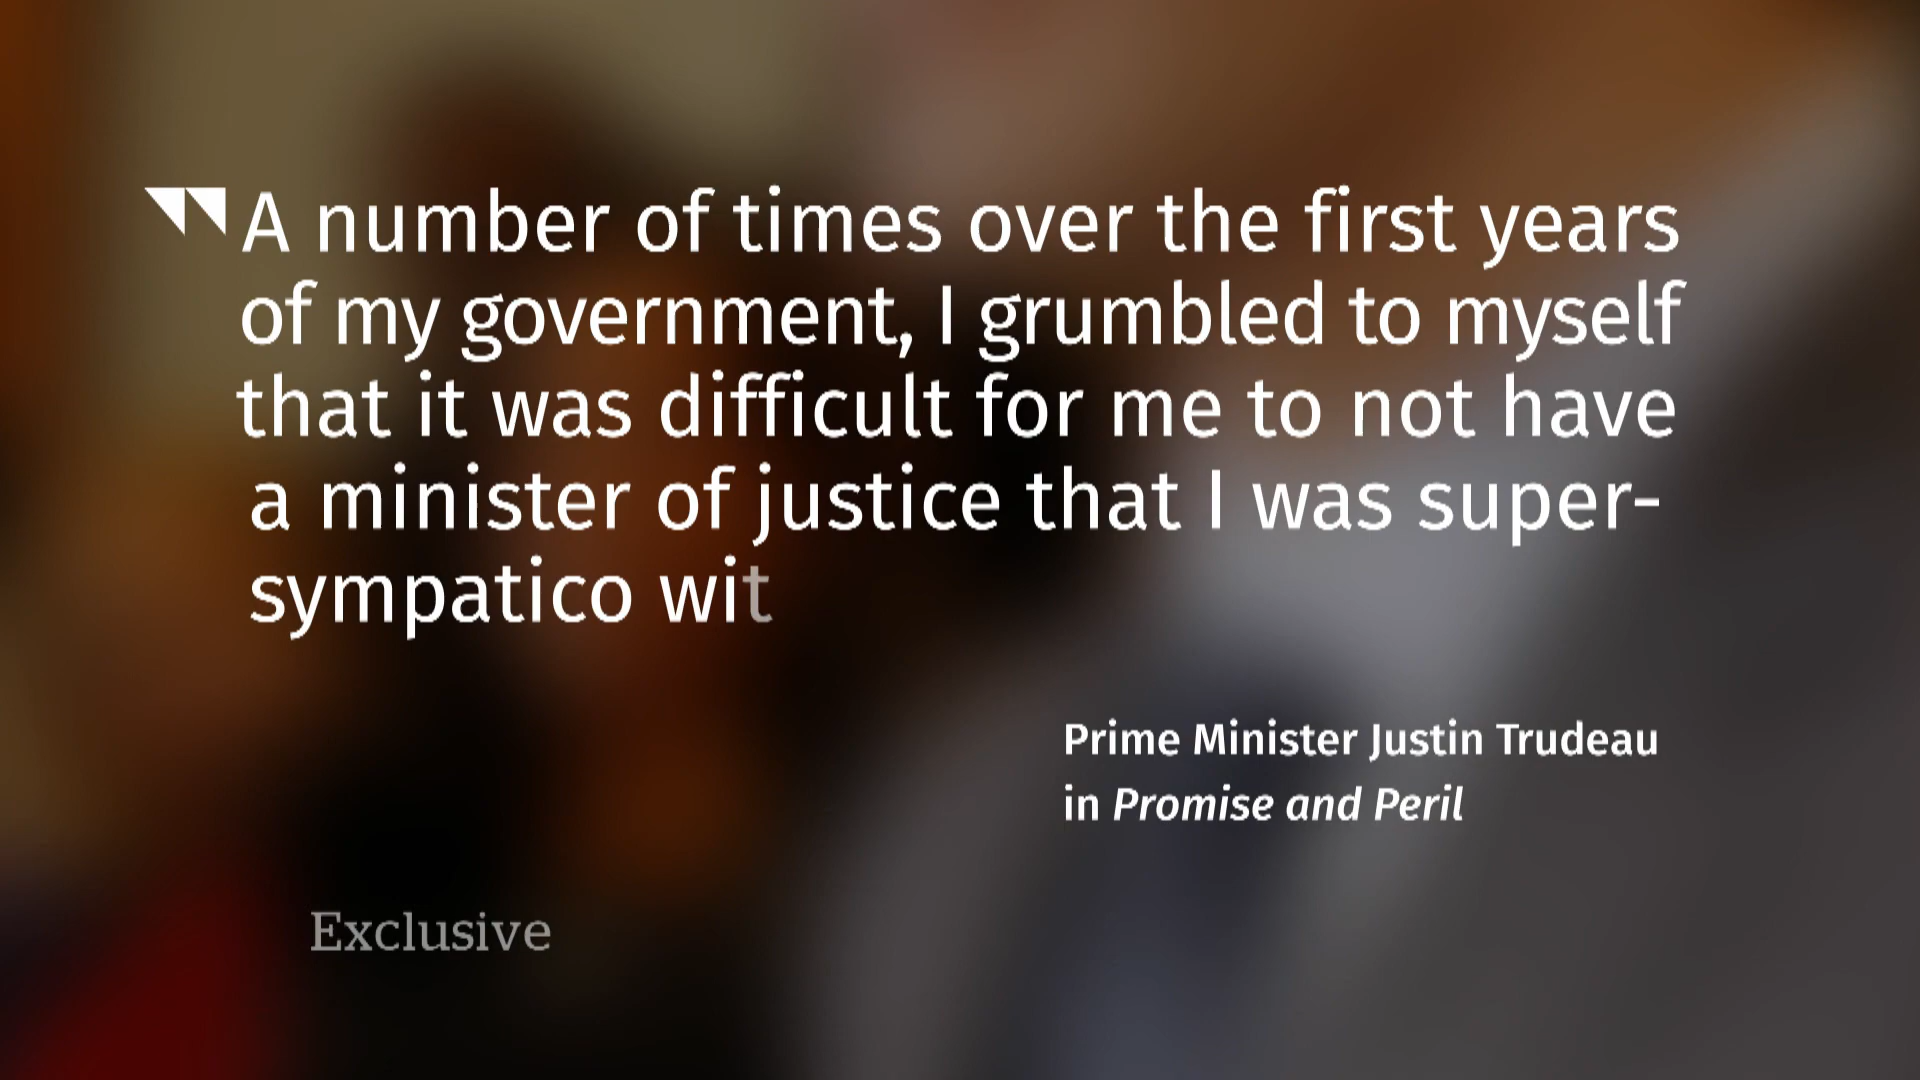 "A number of times over the first years
of my government, I grumbled to myself
that it was difficult for me to not have
a minister of justice that I was super-
sympatico wit
Prime Minister Justin Trudeau
in Promise and Peril
Exclusive